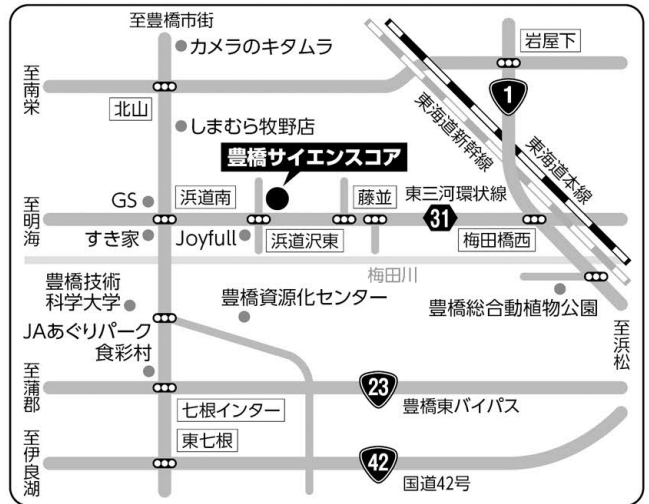 至豊橋市街
カメラのキタムラ
岩屋下
至南栄
1
北山
東海道新幹線
東海道本線
しまむら牧野店
豊橋サイエンスコア
GS
浜道南
藤並
東三河環状線
31
至明海
すき家
Joyfull
浜道沢東
梅田橋西
梅田川
豊橋技術
科学大学
豊橋資源化センター
豊橋総合動植物公園
JAあぐりパーク
食彩村
至浜松
至蒲郡
23
七根インター
豊橋東バイパス
東七根
至伊良湖
42
国道42号